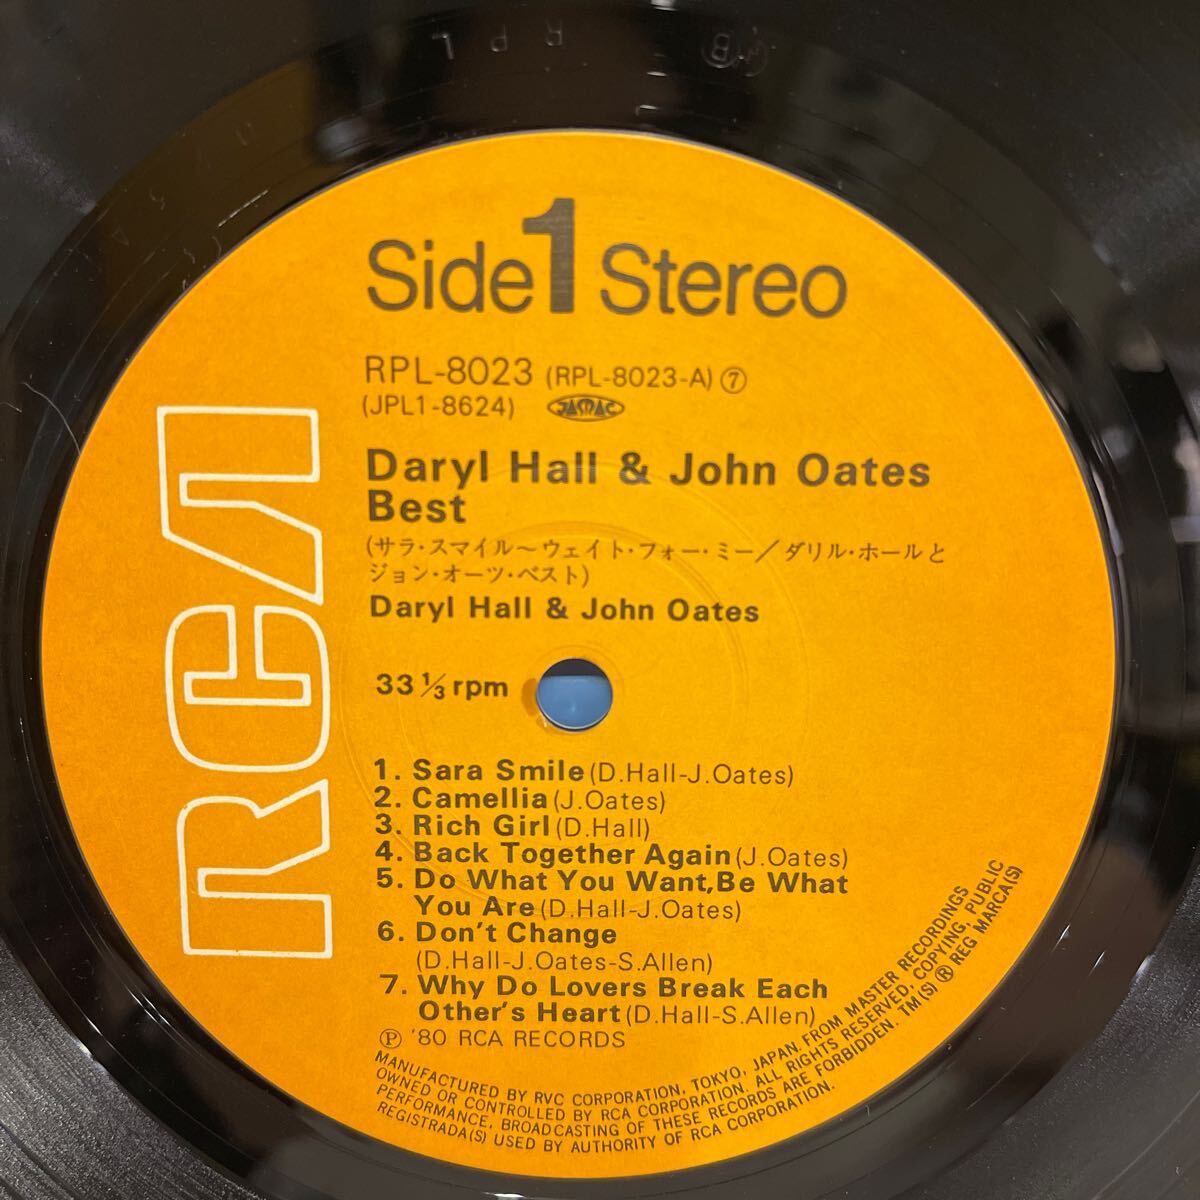 RPL
RCA
Side 1 Stereo
RPL-8023 (RPL-8023-A) ⑦
(JPL1-8624) JASRAC
Daryl Hall & John Oates
Best
(サラ・スマイル〜ウェイト・フォー・ミー/ダリル・ホールと
ジョン・オーツ・ベスト)
Daryl Hall & John Oates
33 1/3 rpm
1. Sara Smile (D.Hall-J.Oates)
2. Camellia (J.Oates)
3. Rich Girl (D.Hall)
4. Back Together Again (J.Oates)
5. Do What You Want, Be What
You Are (D.Hall-J.Oates)
6. Don't Change
(D.Hall-J.Oates-S.Allen)
7. Why Do Lovers Break Each
Other's Heart (D.Hall-S.Allen)
Ⓟ '80 RCA RECORDS
MANUFACTURED BY RVC CORPORATION, TOKYO, JAPAN. FROM MASTER RECORDINGS
OWNED OR CONTROLLED BY RCA CORPORATION. ALL RIGHTS RESERVED, COPYING, PUBLIC
PERFORMANCE, BROADCASTING OF THESE RECORDS ARE FORBIDDEN. TM(S) ® REG MARCA(S)
REGISTRADA(S) USED BY AUTHORITY OF RCA CORPORATION.